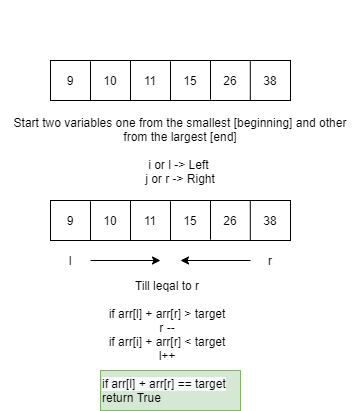 9 10 11 15 26 38
Start two variables one from the smallest [beginning] and other
from the largest [end]
i or l -> Left
j or r -> Right
9 10 11 15 26 38
l r
Till leqal to r
if arr[l] + arr[r] > target
r --
if arr[i] + arr[r] < target
l++
if arr[l] + arr[r] == target
return True